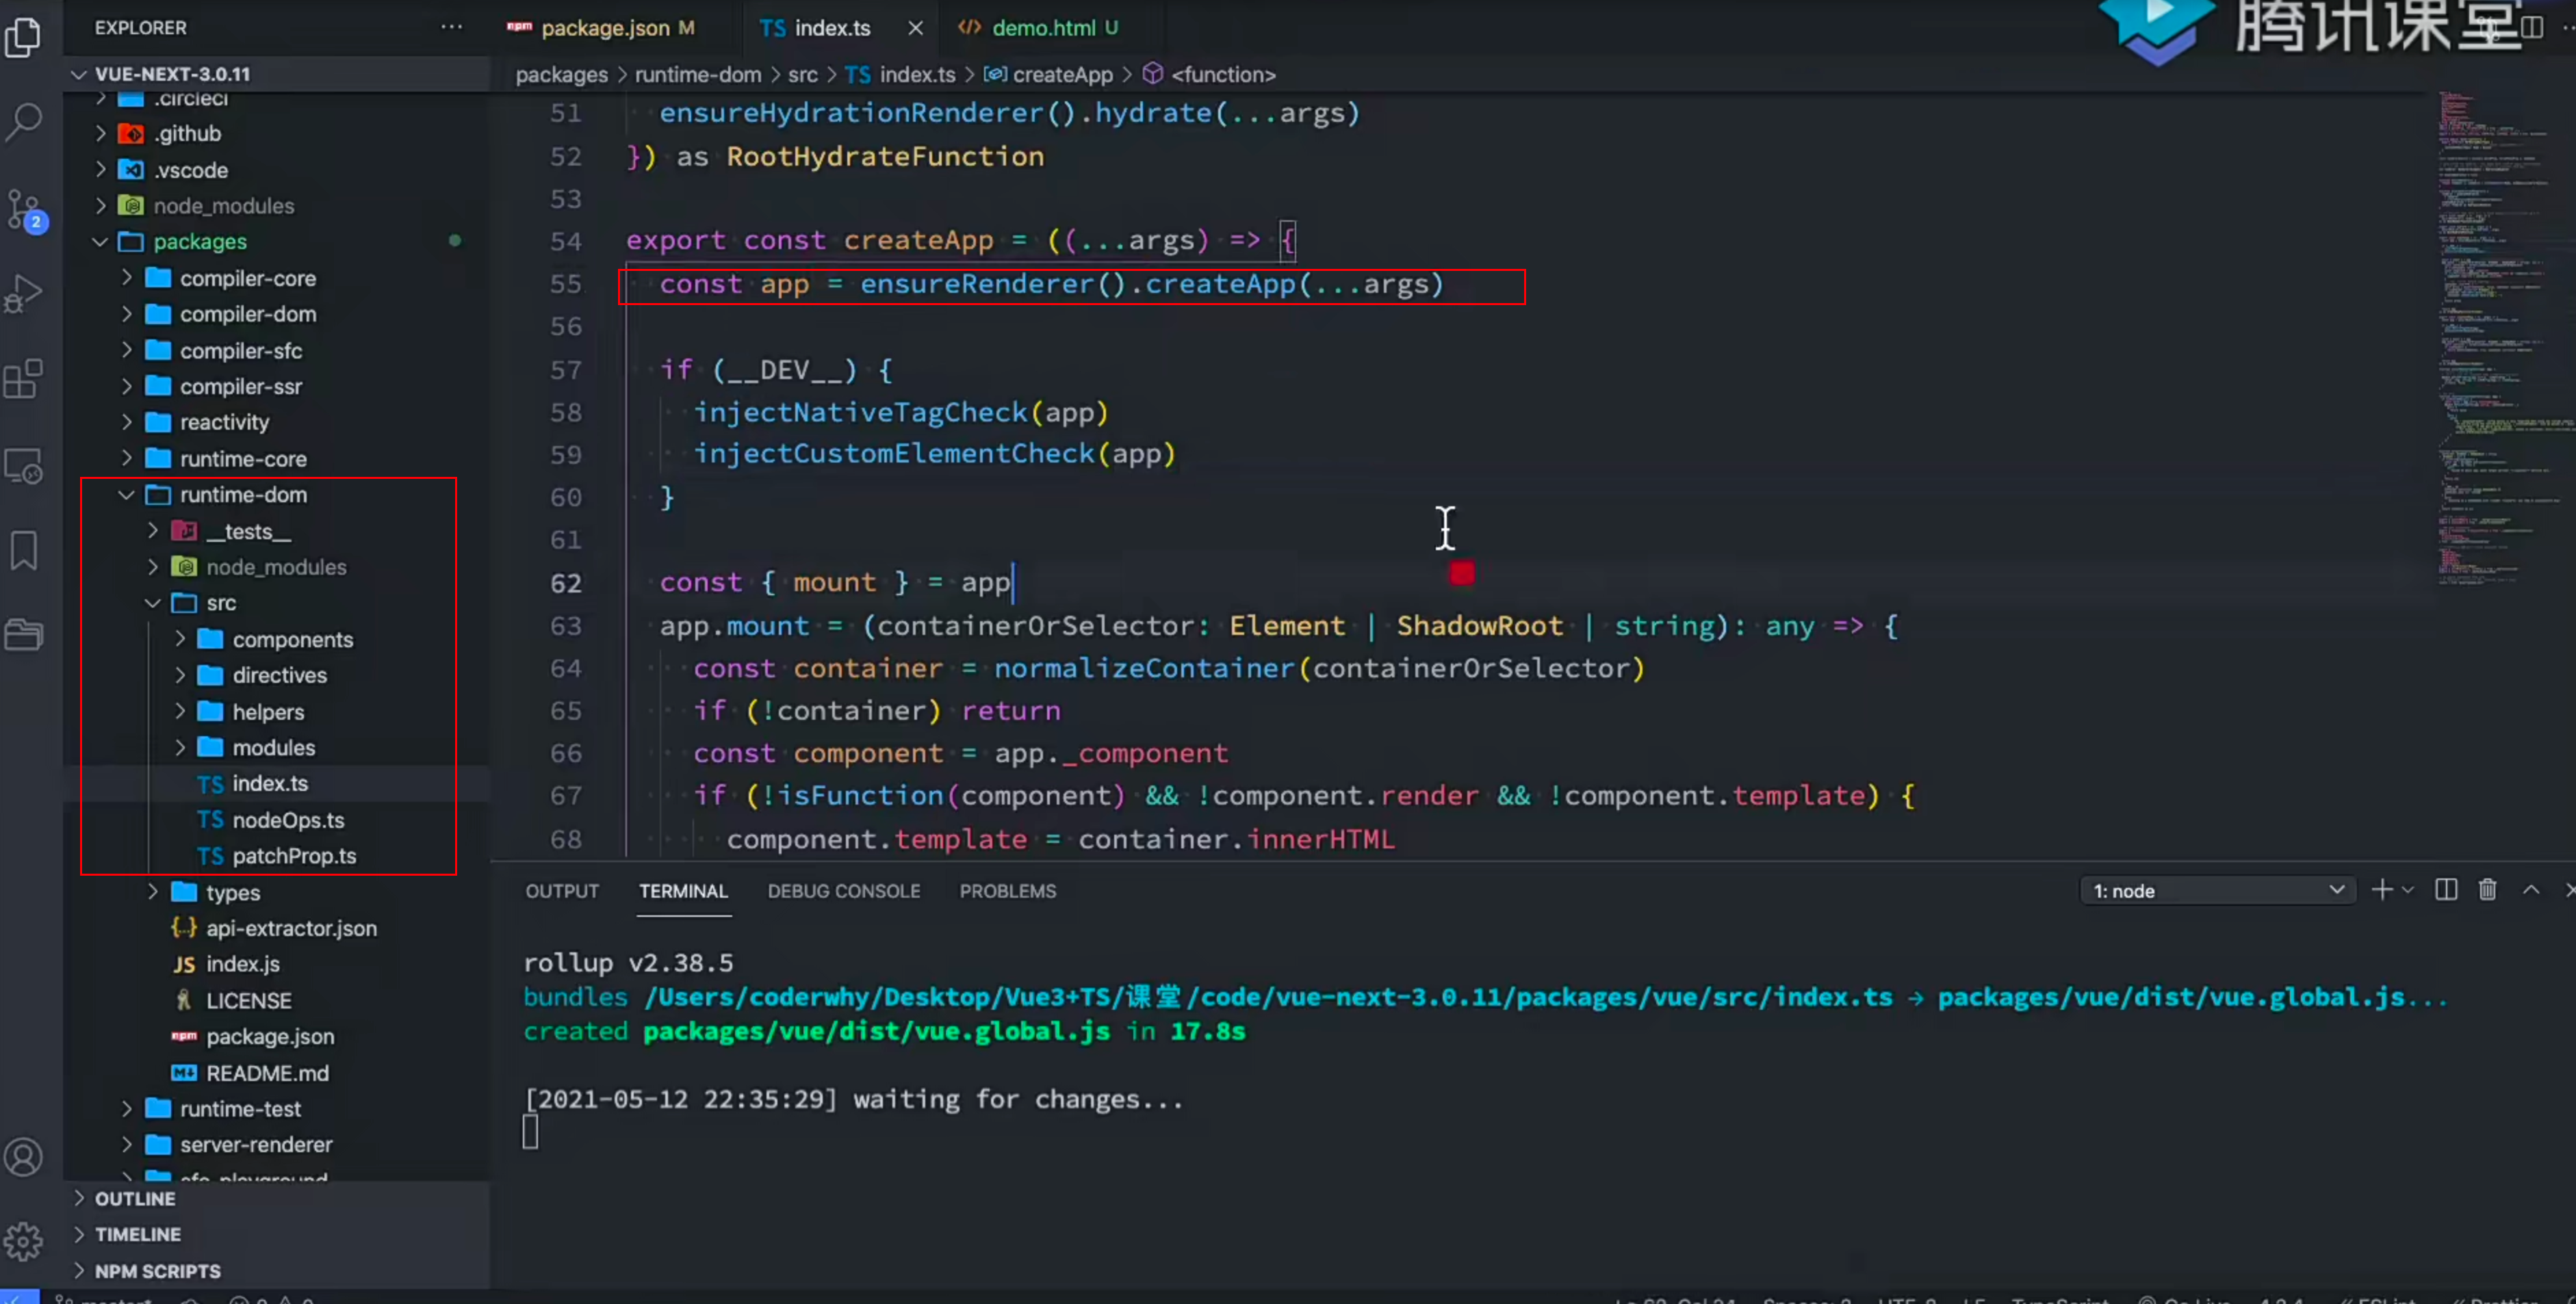 EXPLORER
package.json M
TS index.ts
demo.html U
腾讯课堂
VUE-NEXT-3.0.11
packages > runtime-dom > src > TS index.ts > createApp > <function>
.circleci
.github
.vscode
node_modules
packages
compiler-core
compiler-dom
compiler-sfc
compiler-ssr
reactivity
runtime-core
runtime-dom
__tests__
node_modules
src
components
directives
helpers
modules
TS index.ts
TS nodeOps.ts
TS patchProp.ts
types
api-extractor.json
JS index.js
LICENSE
package.json
README.md
runtime-test
server-renderer
OUTLINE
TIMELINE
NPM SCRIPTS
2
51 ensureHydrationRenderer().hydrate(...args)
52 }) as RootHydrateFunction
53
54 export const createApp = ((...args) => {
55 const app = ensureRenderer().createApp(...args)
56
57 if (__DEV__) {
58 injectNativeTagCheck(app)
59 injectCustomElementCheck(app)
60 }
61
62 const { mount } = app
63 app.mount = (containerOrSelector: Element | ShadowRoot | string): any => {
64 const container = normalizeContainer(containerOrSelector)
65 if (!container) return
66 const component = app._component
67 if (!isFunction(component) && !component.render && !component.template) {
68 component.template = container.innerHTML
OUTPUT TERMINAL DEBUG CONSOLE PROBLEMS
1: node
rollup v2.38.5
bundles /Users/coderwhy/Desktop/Vue3+TS/课堂/code/vue-next-3.0.11/packages/vue/src/index.ts → packages/vue/dist/vue.global.js...
created packages/vue/dist/vue.global.js in 17.8s
[2021-05-12 22:35:29] waiting for changes...